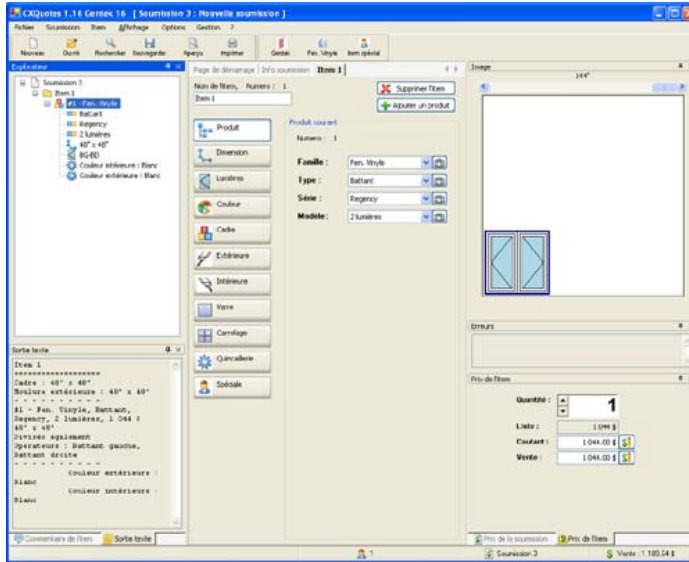 CXQuotes 16 Gentek 16 [ Soumission 3 : Nouvelle soumission ]
Fichier Soumission Item Affichage Options Gestion ?
Nouveau Ouvrir Rechercher Sauvegarder Aperçu Imprimer Gentek Fen. Vinyle Item spécial
Explorateur
Soumission 3
Item 1
#1 - Fen. Vinyle
Battant
Regency
2 lumières
48" x 48"
BG-BD
Couleur intérieure : Blanc
Couleur extérieure : Blanc
Sortie texte
Item 1
********************
Cadre : 48" x 48"
Moulure extérieure : 48" x 48"
- - - - - - - - - -
#1 - Fen. Vinyle, Battant,
Regency, 2 lumières, 1 044 $
48" x 48"
Divisés également
Opérateurs : Battant gauche,
Battant droite
- - - - - - - - - -
Couleur extérieure :
Blanc
Couleur intérieure :
Blanc
Commentaire de l'item Sortie texte
Page de démarrage Info soumission Item 1
Nom de l'item, Numéro : 1
Item 1
Supprimer l'item
Ajouter un produit
Produit
Dimension
Lumières
Couleur
Cadre
Extérieure
Intérieure
Verre
Carrelage
Quincaillerie
Spéciale
Produit courant
Numéro : 1
Famille : Fen. Vinyle
Type : Battant
Série : Regency
Modèle : 2 lumières
Image
144"
Erreurs
Prix de l'item
Quantité : 1
Liste : 1 044 $
Coutant : 1 044.00 $
Vente : 1 044.00 $
Prix de la soumission Prix de l'item
1 Soumission 3 Vente : 1 189.64 $